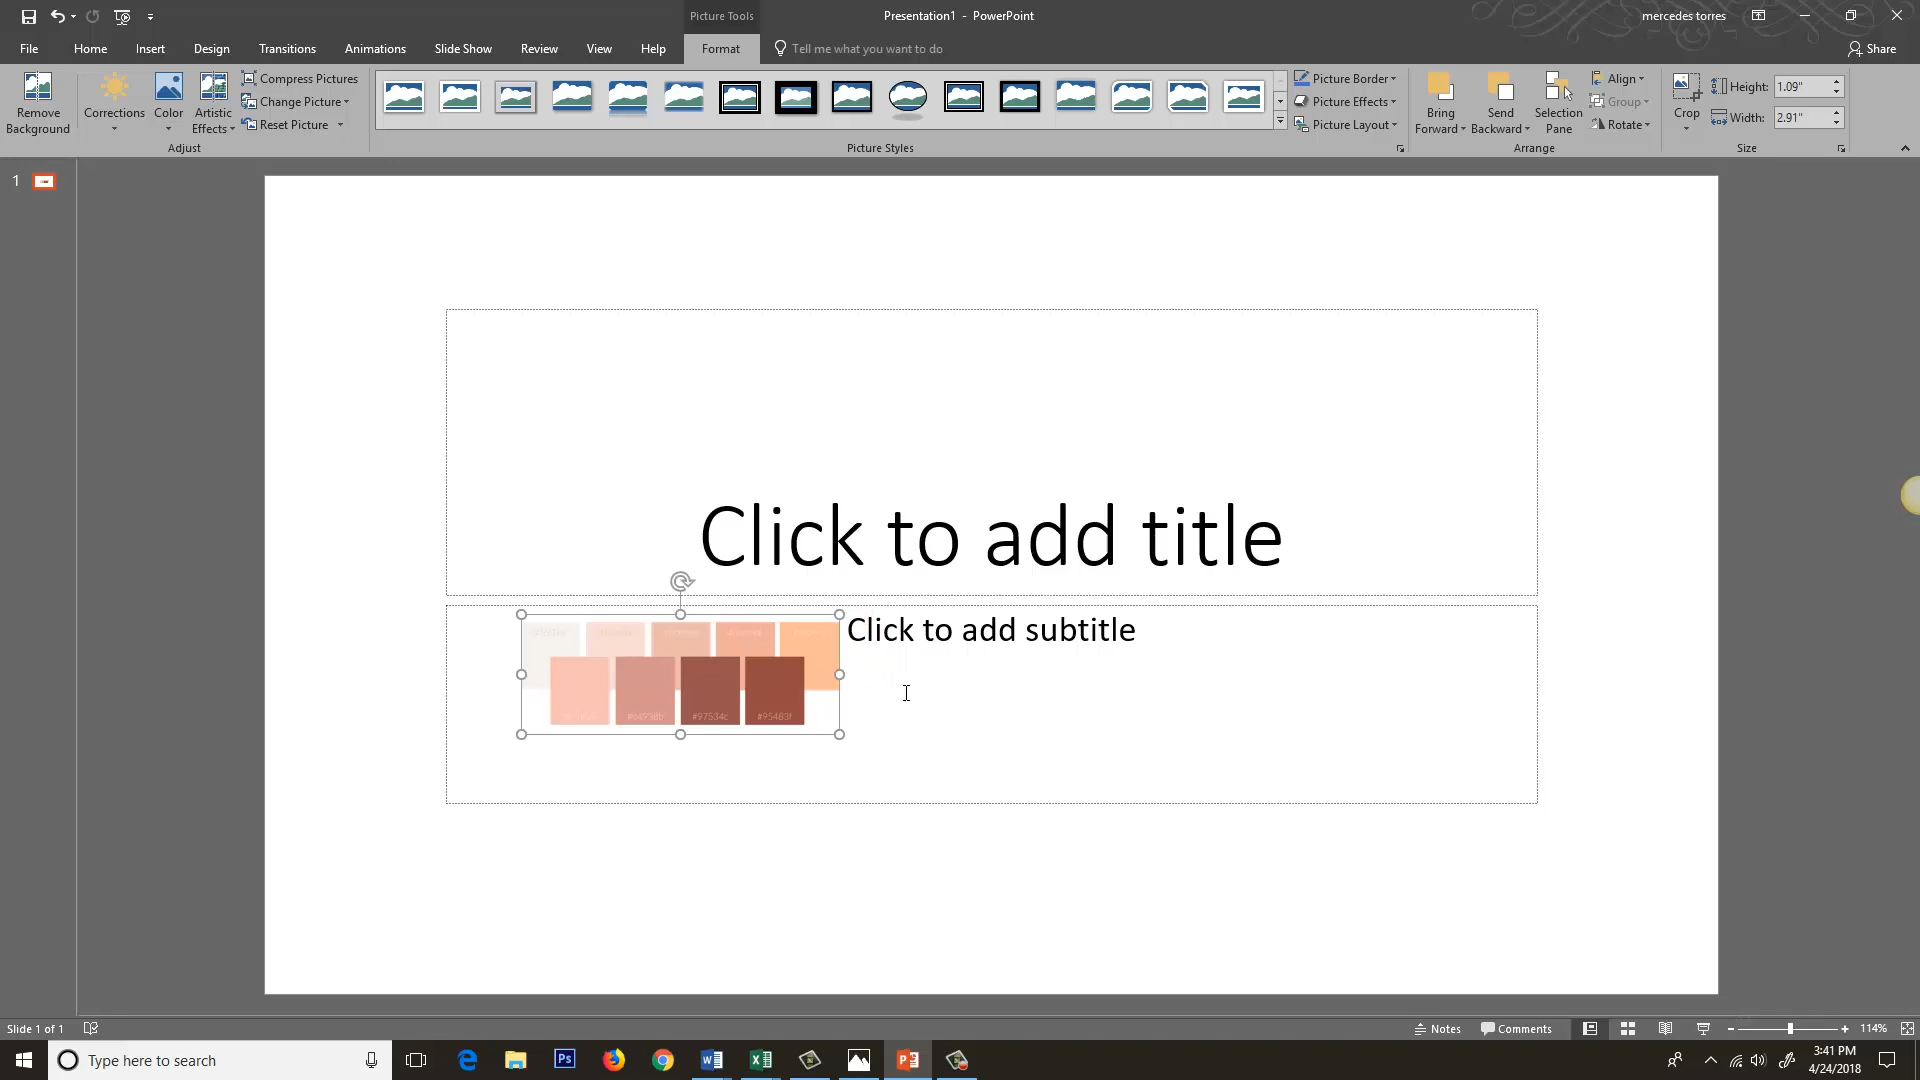 Picture Tools
Presentation1 - PowerPoint
mercedes torres
File Home Insert Design Transitions Animations Slide Show Review View Help Format Tell me what you want to do Share
Remove Background
Corrections
Color
Artistic Effects
Compress Pictures
Change Picture
Reset Picture
Adjust
Picture Styles
Picture Border
Picture Effects
Picture Layout
Bring Forward
Send Backward
Selection Pane
Align
Group
Rotate
Arrange
Crop
Height: 1.09"
Width: 2.91"
Size
1
Click to add title
Click to add subtitle
#97534c
#95483f
Slide 1 of 1
Notes
Comments
114%
Type here to search
Ps
3:41 PM
4/24/2018